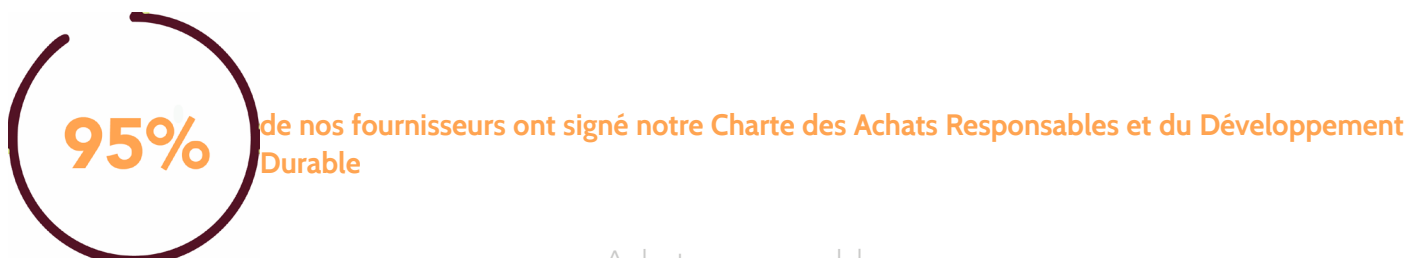 95%
de nos fournisseurs ont signé notre Charte des Achats Responsables et du Développement
Durable